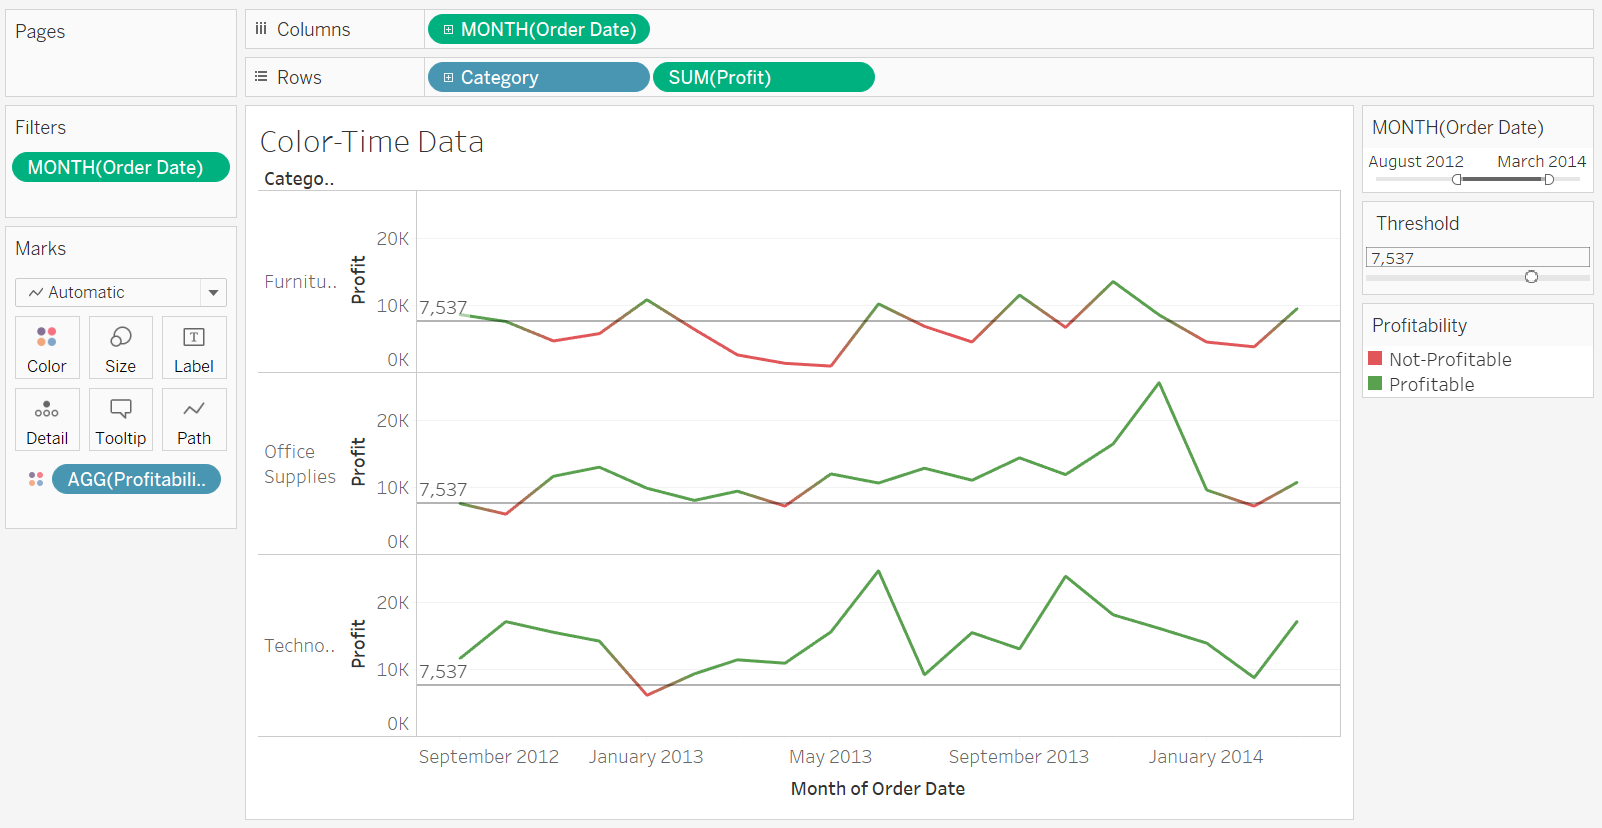 Pages
Columns
MONTH(Order Date)
Rows
Category
SUM(Profit)
Filters
MONTH(Order Date)
Marks
Automatic
Color
Size
Label
Detail
Tooltip
Path
AGG(Profitabili..
Color-Time Data
Catego..
Furnitu..
Profit
20K
10K
0K
7,537
Office
Supplies
Profit
20K
10K
0K
7,537
Techno..
Profit
20K
10K
0K
7,537
September 2012
January 2013
May 2013
September 2013
January 2014
Month of Order Date
MONTH(Order Date)
August 2012
March 2014
Threshold
7,537
Profitability
Not-Profitable
Profitable